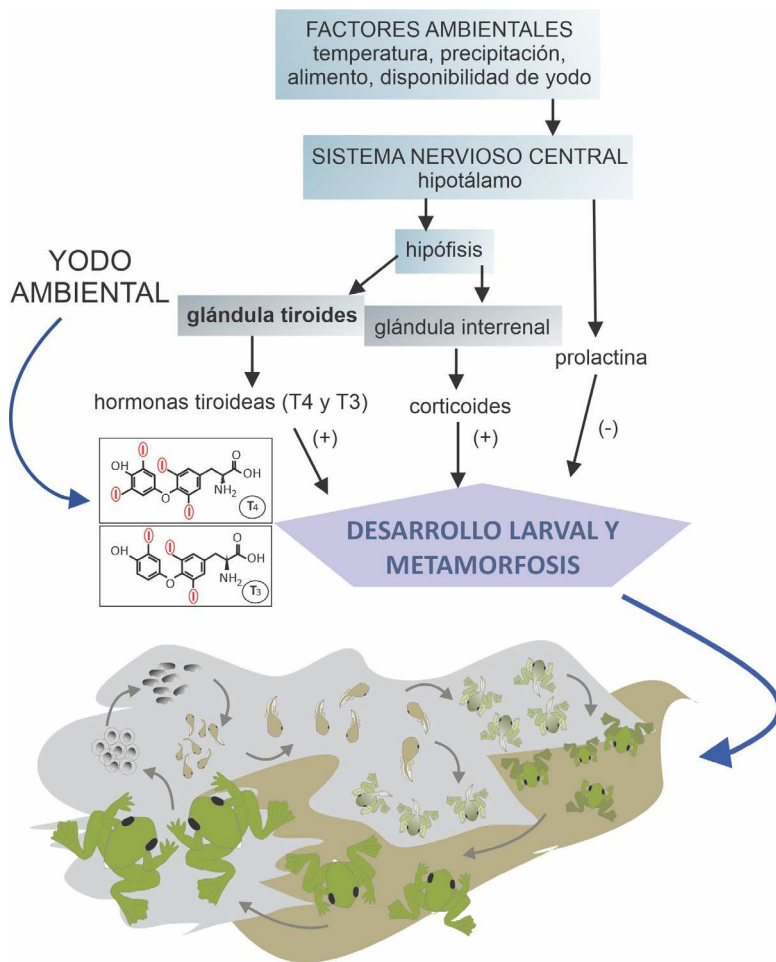 FACTORES AMBIENTALES
temperatura, precipitación,
alimento, disponibilidad de yodo
SISTEMA NERVIOSO CENTRAL
hipotálamo
hipófisis
YODO
AMBIENTAL
glándula tiroides
glándula interrenal
prolactina
hormonas tiroideas (T4 y T3)
corticoides
(+)
(+)
(-)
I
I
OH
O
OH
I
O
NH2
I
T4
DESARROLLO LARVAL Y
METAMORFOSIS
I
I
OH
O
OH
O
NH2
I
T3